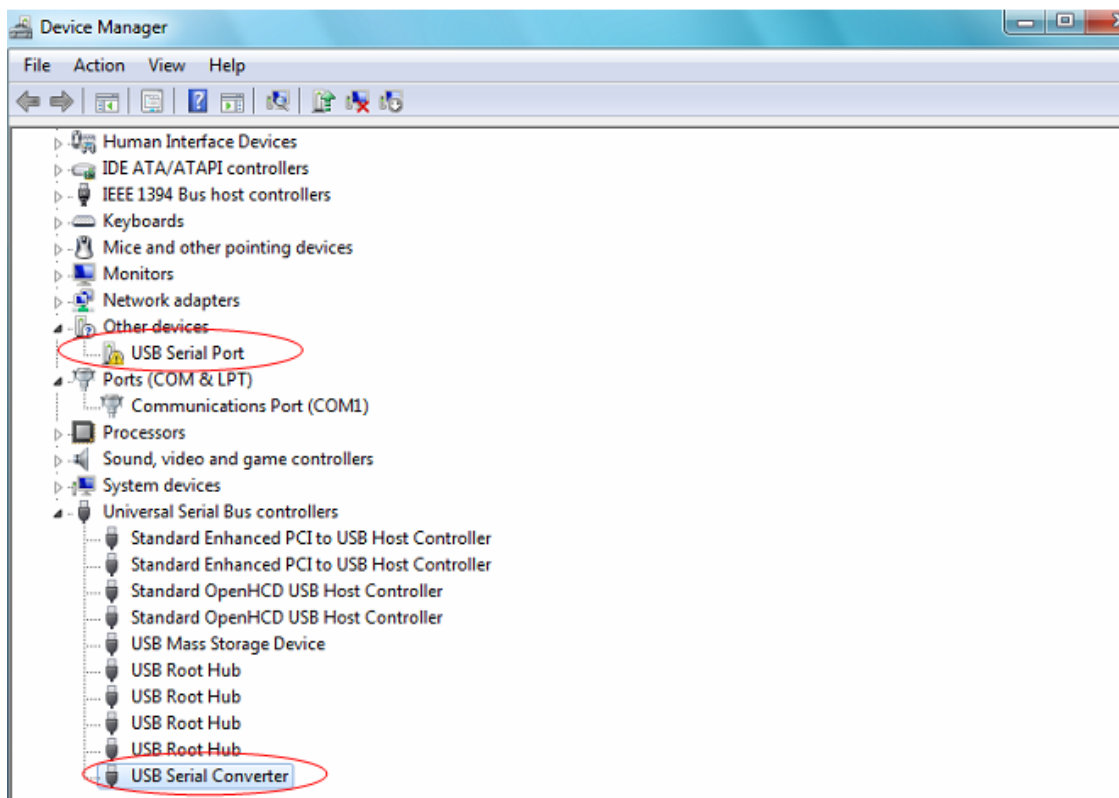 Device Manager
File Action View Help
Human Interface Devices
IDE ATA/ATAPI controllers
IEEE 1394 Bus host controllers
Keyboards
Mice and other pointing devices
Monitors
Network adapters
Other devices
USB Serial Port
Ports (COM & LPT)
Communications Port (COM1)
Processors
Sound, video and game controllers
System devices
Universal Serial Bus controllers
Standard Enhanced PCI to USB Host Controller
Standard Enhanced PCI to USB Host Controller
Standard OpenHCD USB Host Controller
Standard OpenHCD USB Host Controller
USB Mass Storage Device
USB Root Hub
USB Root Hub
USB Root Hub
USB Root Hub
USB Serial Converter